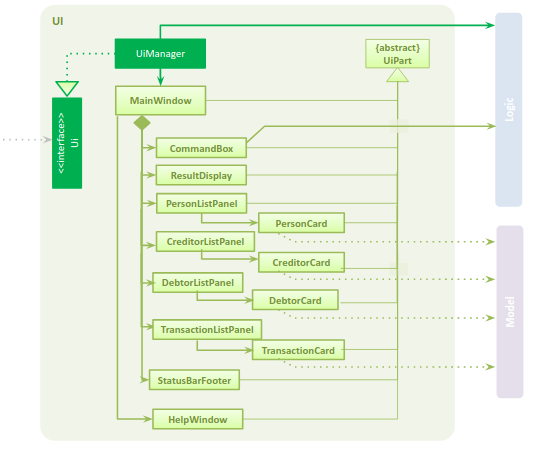 UI
UiManager
{abstract}
UiPart
MainWindow
<<interface>>
Ui
Logic
CommandBox
ResultDisplay
PersonListPanel
PersonCard
CreditorListPanel
CreditorCard
DebtorListPanel
DebtorCard
TransactionListPanel
TransactionCard
StatusBarFooter
HelpWindow
Model